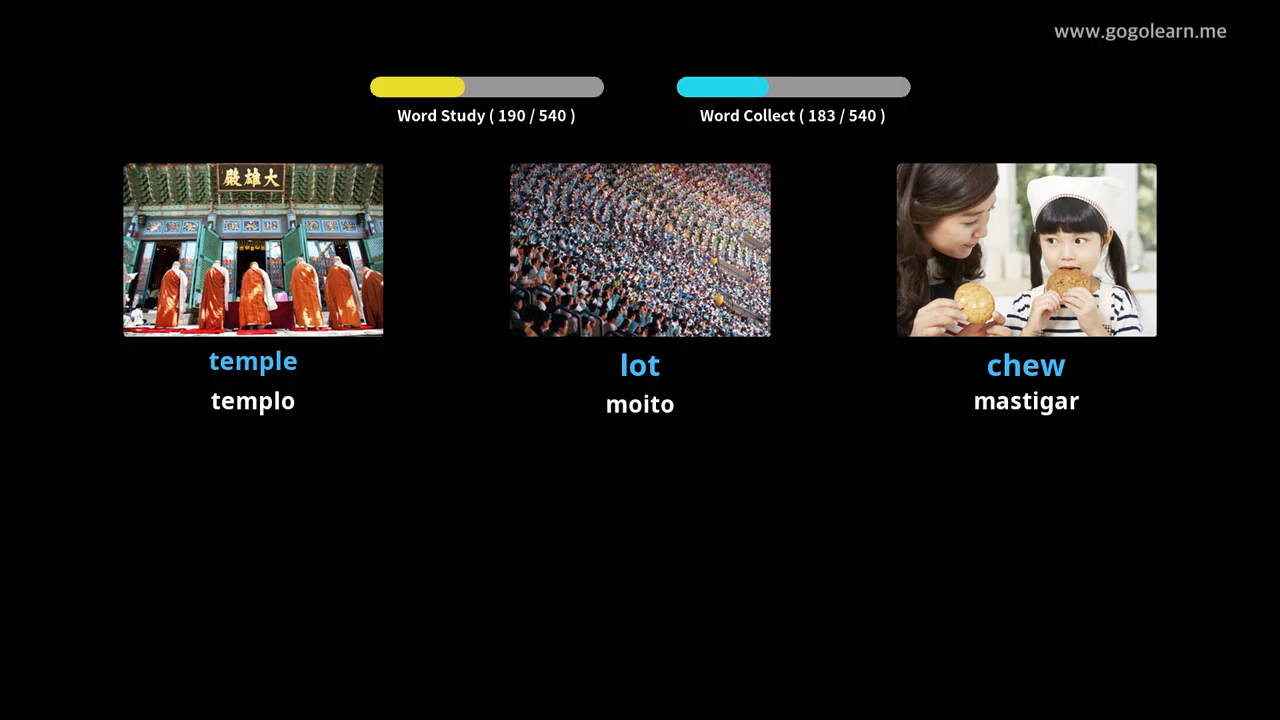 www.gogolearn.me
Word Study ( 190 / 540 )
Word Collect ( 183 / 540 )
殿雄大
temple
lot
chew
templo
moito
mastigar